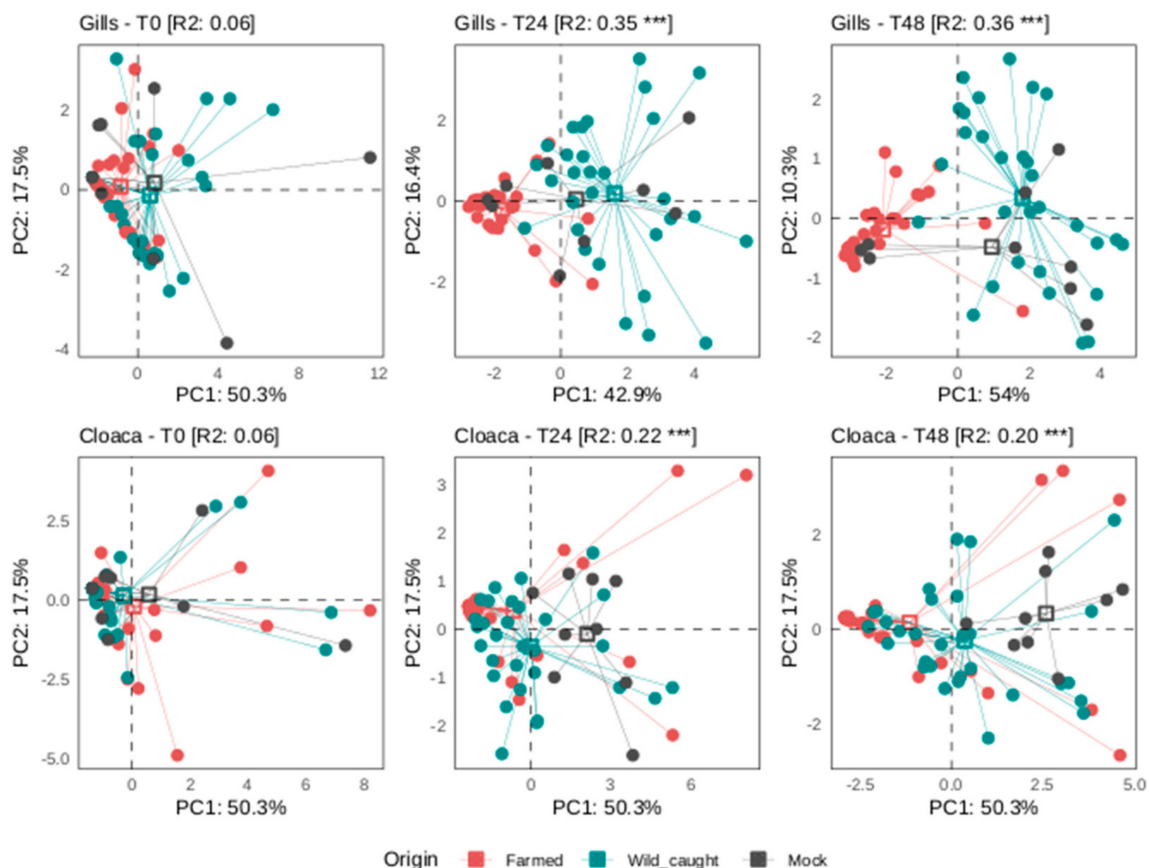 Gills - T0 [R2: 0.06]
Gills - T24 [R2: 0.35 ***]
Gills - T48 [R2: 0.36 ***]
PC2: 17.5%
2
0
-2
-4
0
4
8
12
PC1: 50.3%
PC2: 16.4%
2
0
-2
-2
0
2
4
PC1: 42.9%
PC2: 10.3%
2
1
0
-1
-2
-2
0
2
4
PC1: 54%
Cloaca - T0 [R2: 0.06]
Cloaca - T24 [R2: 0.22 ***]
Cloaca - T48 [R2: 0.20 ***]
PC2: 17.5%
2.5
0.0
-2.5
-5.0
0
2
4
6
8
PC1: 50.3%
PC2: 17.5%
3
2
1
0
-1
-2
0
3
6
PC1: 50.3%
PC2: 17.5%
2
0
-2
-2.5
0.0
2.5
5.0
PC1: 50.3%
Origin Farmed Wild_caught Mock